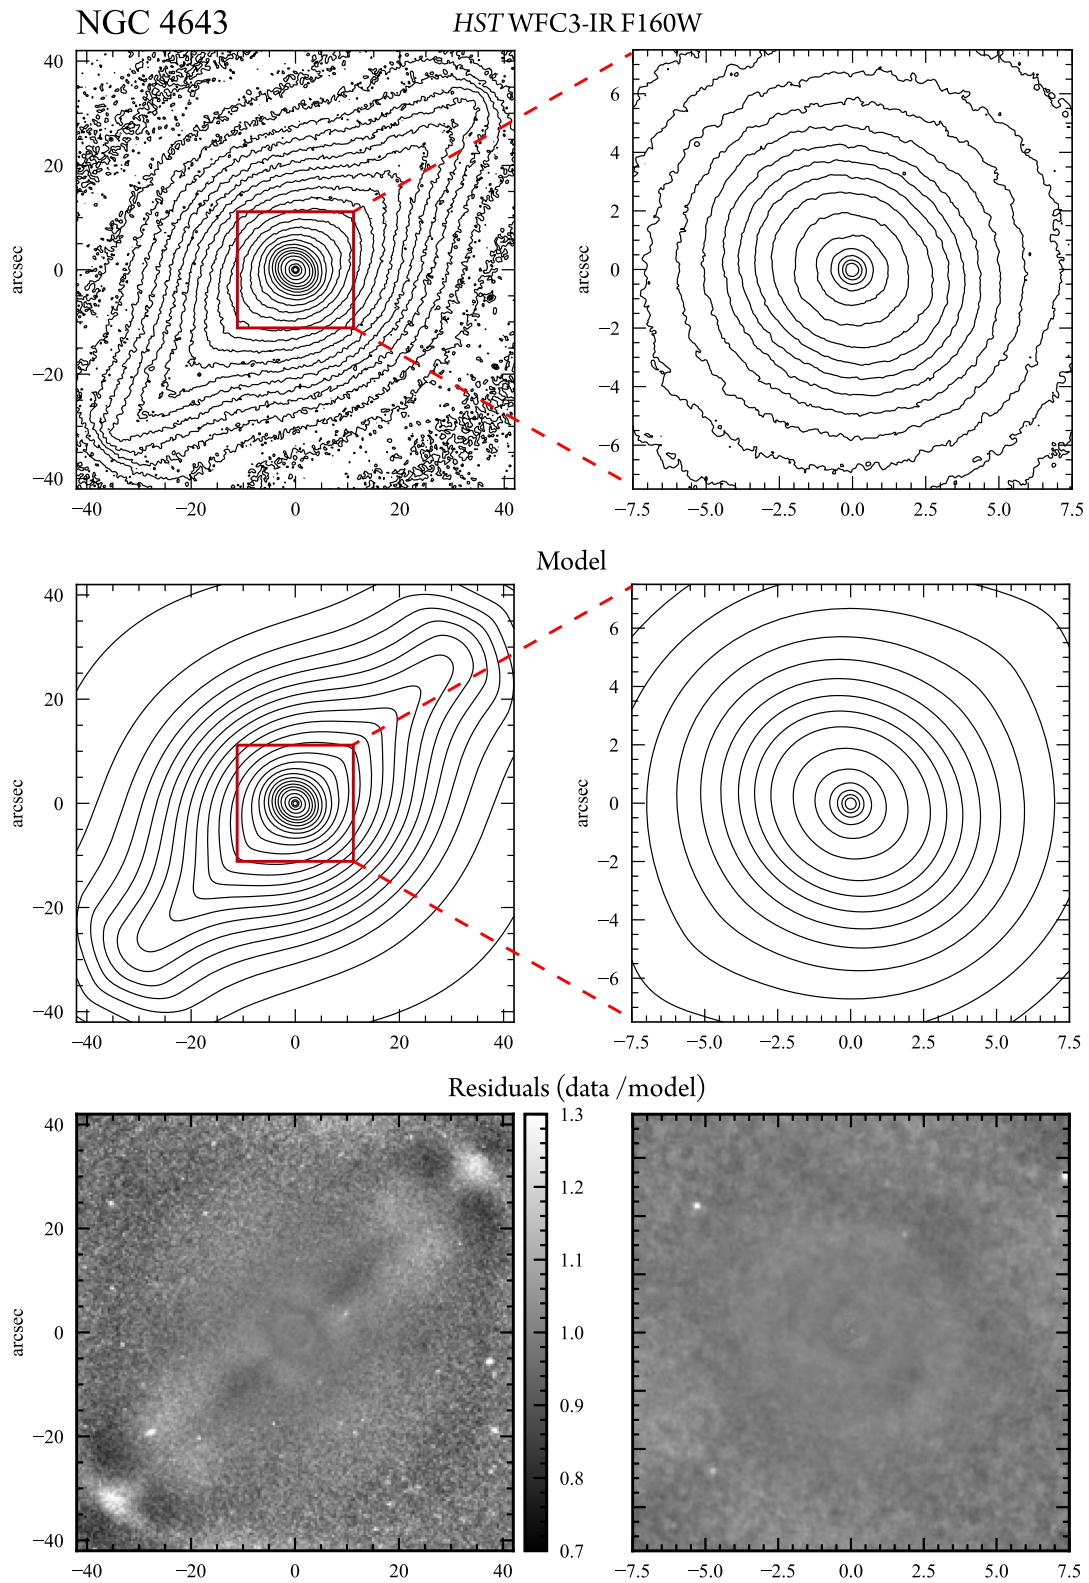 NGC 4643
HST WFC3-IR F160W
40
20
0
−20
−40
arcsec
−40 −20 0 20 40
6
4
2
0
−2
−4
−6
arcsec
−7.5 −5.0 −2.5 0.0 2.5 5.0 7.5
Model
40
20
0
−20
−40
arcsec
−40 −20 0 20 40
6
4
2
0
−2
−4
−6
arcsec
−7.5 −5.0 −2.5 0.0 2.5 5.0 7.5
Residuals (data /model)
40
20
0
−20
−40
arcsec
−40 −20 0 20 40
1.3
1.2
1.1
1.0
0.9
0.8
0.7
−7.5 −5.0 −2.5 0.0 2.5 5.0 7.5